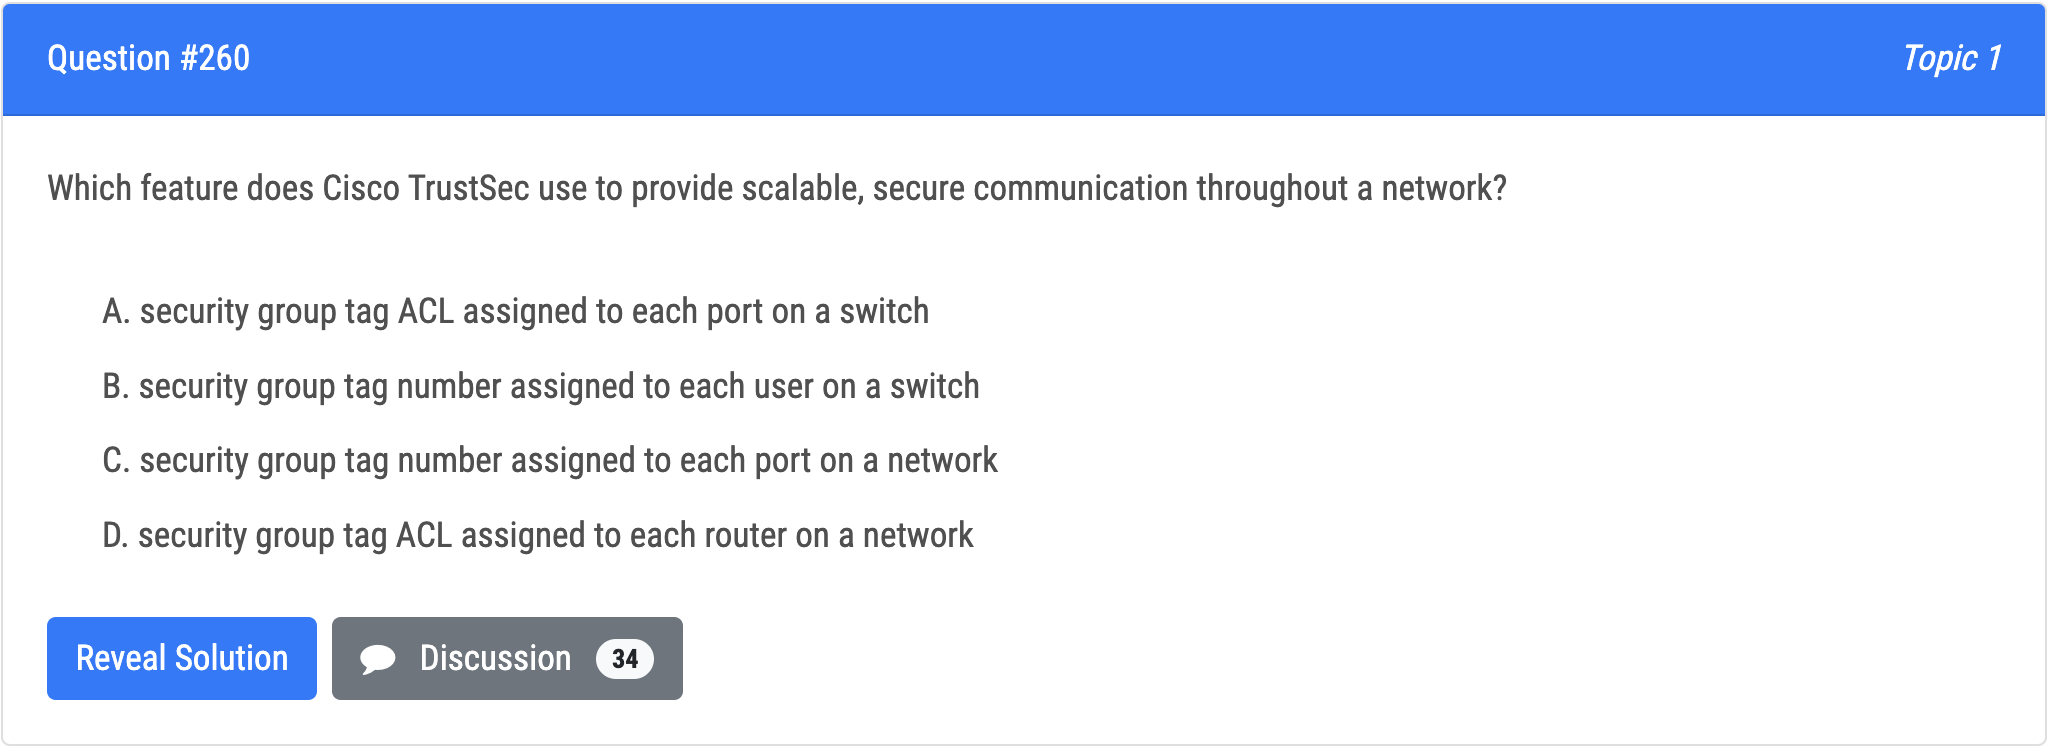 Question #260
Topic 1
Which feature does Cisco TrustSec use to provide scalable, secure communication throughout a network?
A. security group tag ACL assigned to each port on a switch
B. security group tag number assigned to each user on a switch
C. security group tag number assigned to each port on a network
D. security group tag ACL assigned to each router on a network
Reveal Solution
Discussion 34